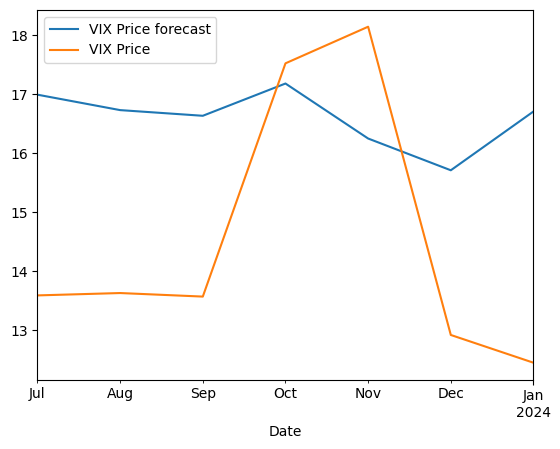 VIX Price forecast
VIX Price
18
17
16
15
14
13
Jul Aug Sep Oct Nov Dec Jan
2024
Date